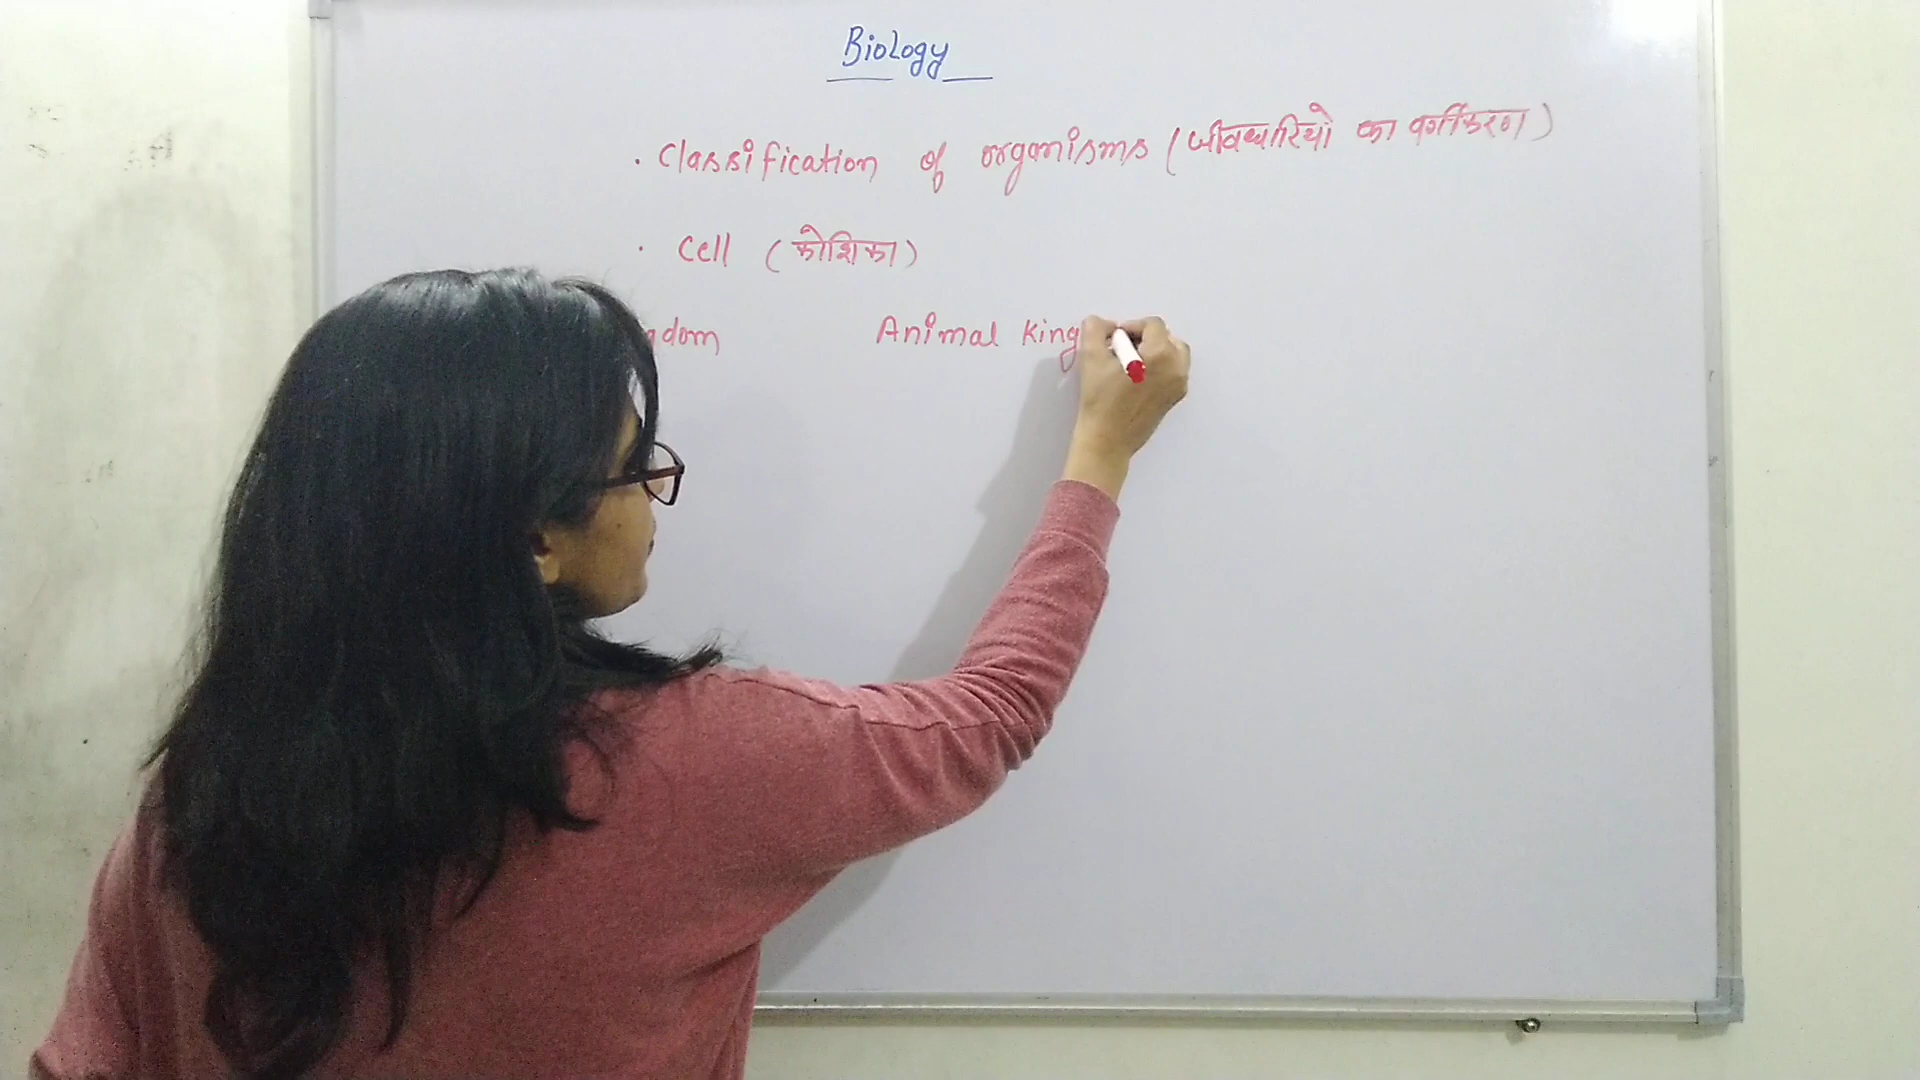 Biology
. Classification of organisms (जीवधारियो का वर्गीकरण)
. Cell (कोशिका)
gdom Animal King